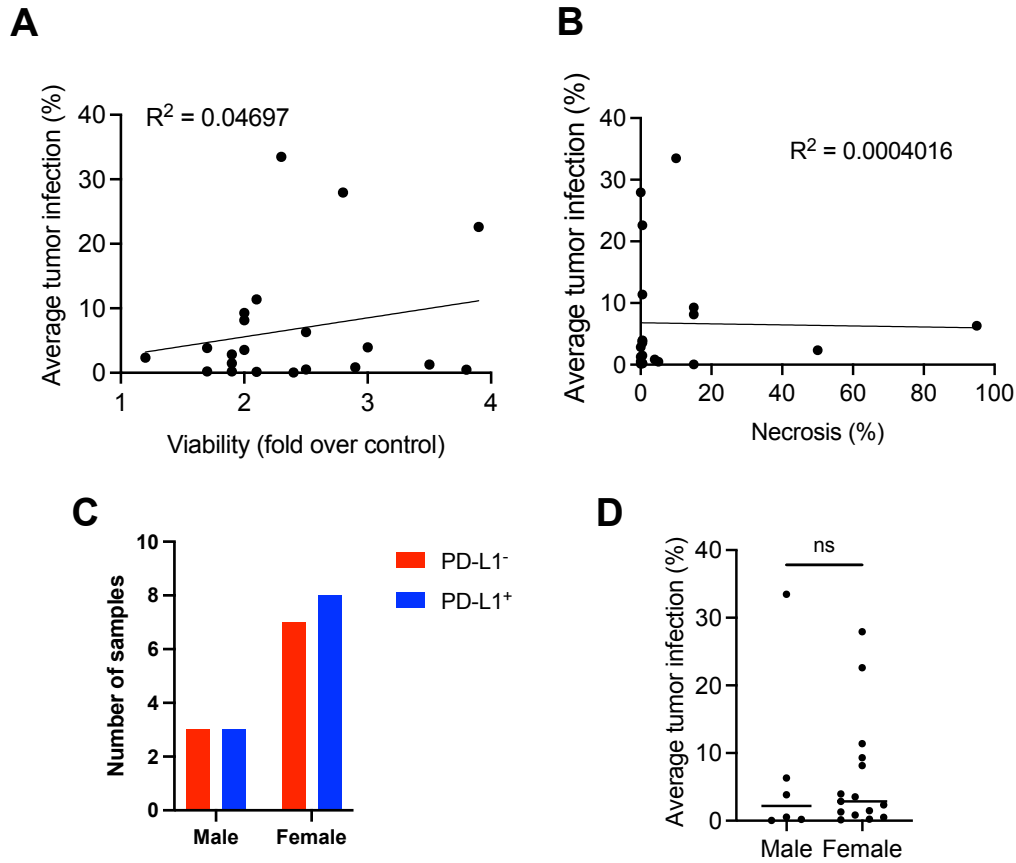 A
Average tumor infection (%)
R² = 0.04697
40
30
20
10
0
1 2 3 4
Viability (fold over control)
B
Average tumor infection (%)
R² = 0.0004016
40
30
20
10
0
0 20 40 60 80 100
Necrosis (%)
C
Number of samples
10
8
6
4
2
0
Male Female
PD-L1⁻
PD-L1⁺
D
Average tumor infection (%)
ns
40
30
20
10
0
Male Female